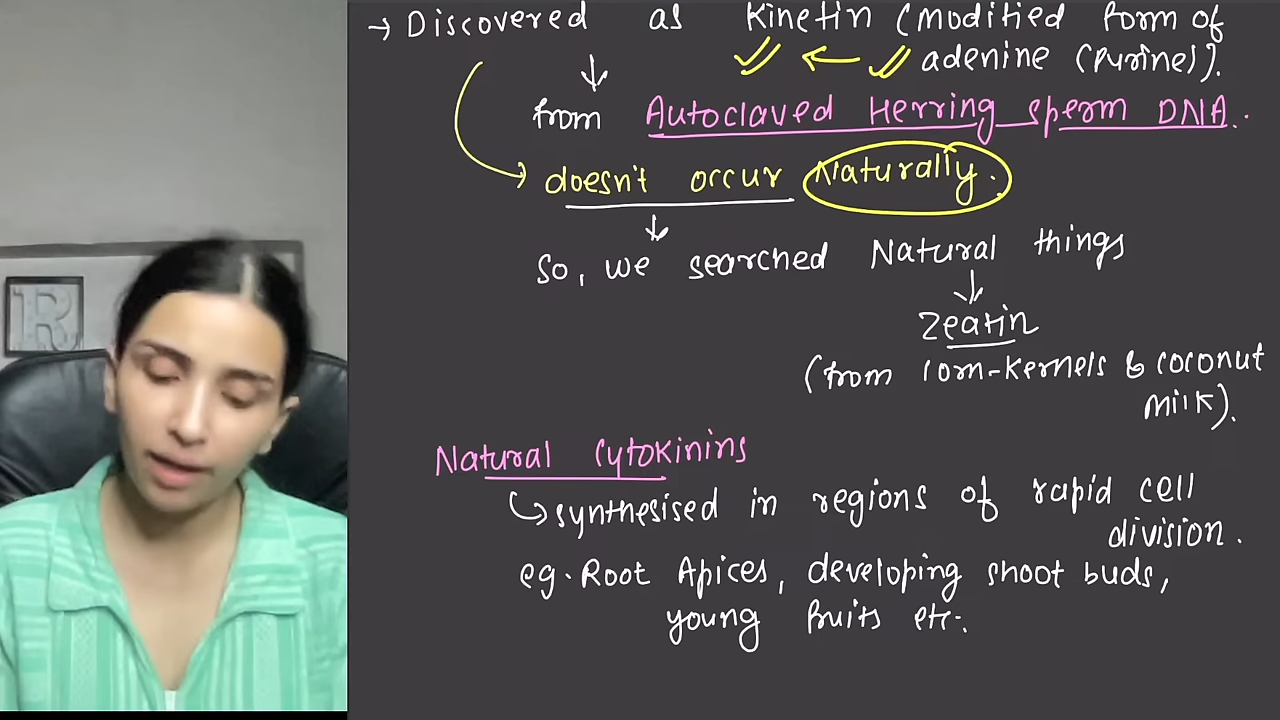 → Discovered as Kinetin (Modified form of
adenine (Purine)).
from Autoclaved Herring sperm DNA.
doesn't occur Naturally.
So, we searched Natural things
Zeatin
(from corn-kernels & coconut
milk).
Natural Cytokinins
synthesised in regions of rapid cell
division.
eg. Root Apices, developing shoot buds,
young fruits etc.
R